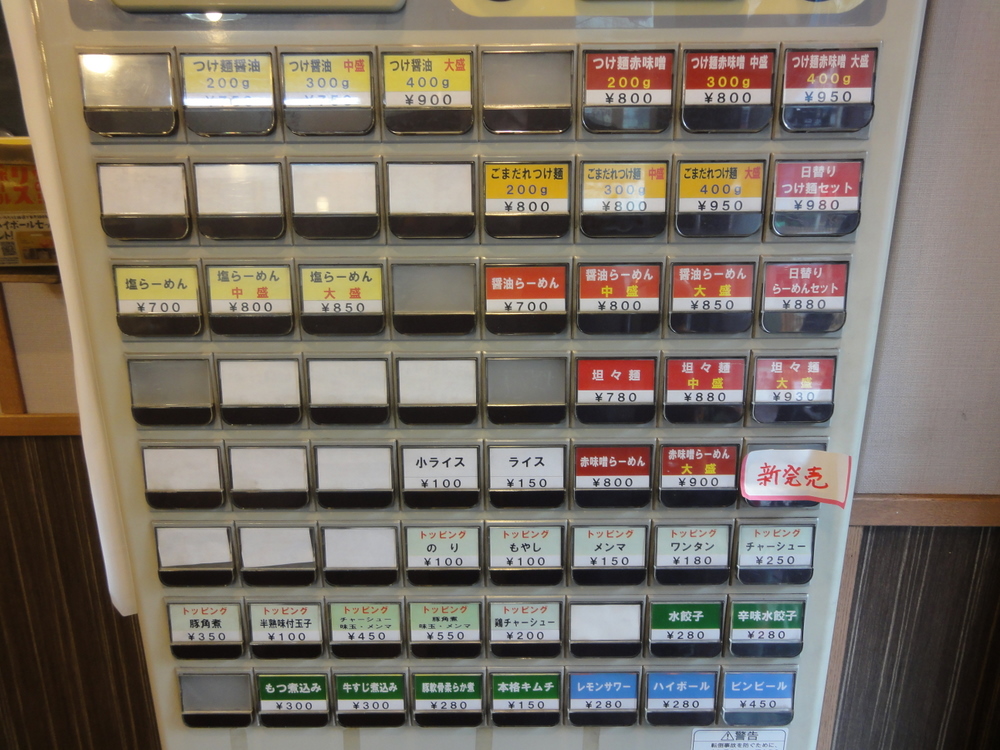 つけ麺醤油
200g
つけ醤油 中盛
300g
つけ醤油 大盛
400g
¥900
つけ麺赤味噌
200g
¥800
つけ麺赤味噌 中盛
300g
¥800
つけ麺赤味噌 大盛
400g
¥950
ごまだれつけ麺
200g
¥800
ごまだれつけ麺 中盛
300g
¥800
ごまだれつけ麺 大盛
400g
¥950
日替り
つけ麺セット
¥980
塩らーめん
¥700
塩らーめん
中盛
¥800
塩らーめん
大盛
¥850
醤油らーめん
¥700
醤油らーめん
中盛
¥800
醤油らーめん
大盛
¥850
日替り
らーめんセット
¥880
坦々麺
¥780
坦々麺
中盛
¥880
坦々麺
大盛
¥930
小ライス
¥100
ライス
¥150
赤味噌らーめん
¥800
赤味噌らーめん
大盛
¥900
新発売
トッピング
のり
¥100
トッピング
もやし
¥100
トッピング
メンマ
¥150
トッピング
ワンタン
¥180
トッピング
チャーシュー
¥250
トッピング
豚角煮
¥350
トッピング
半熟味付玉子
¥100
トッピング
チャーシュー
味玉・メンマ
¥450
トッピング
豚角煮
味玉・メンマ
¥550
トッピング
鶏チャーシュー
¥200
水餃子
¥280
辛味水餃子
¥280
もつ煮込み
¥300
牛すじ煮込み
¥300
豚軟骨柔らか煮
¥280
本格キムチ
¥150
レモンサワー
¥280
ハイボール
¥280
ビンビール
¥450
⚠警告
転倒事故を防ぐために、